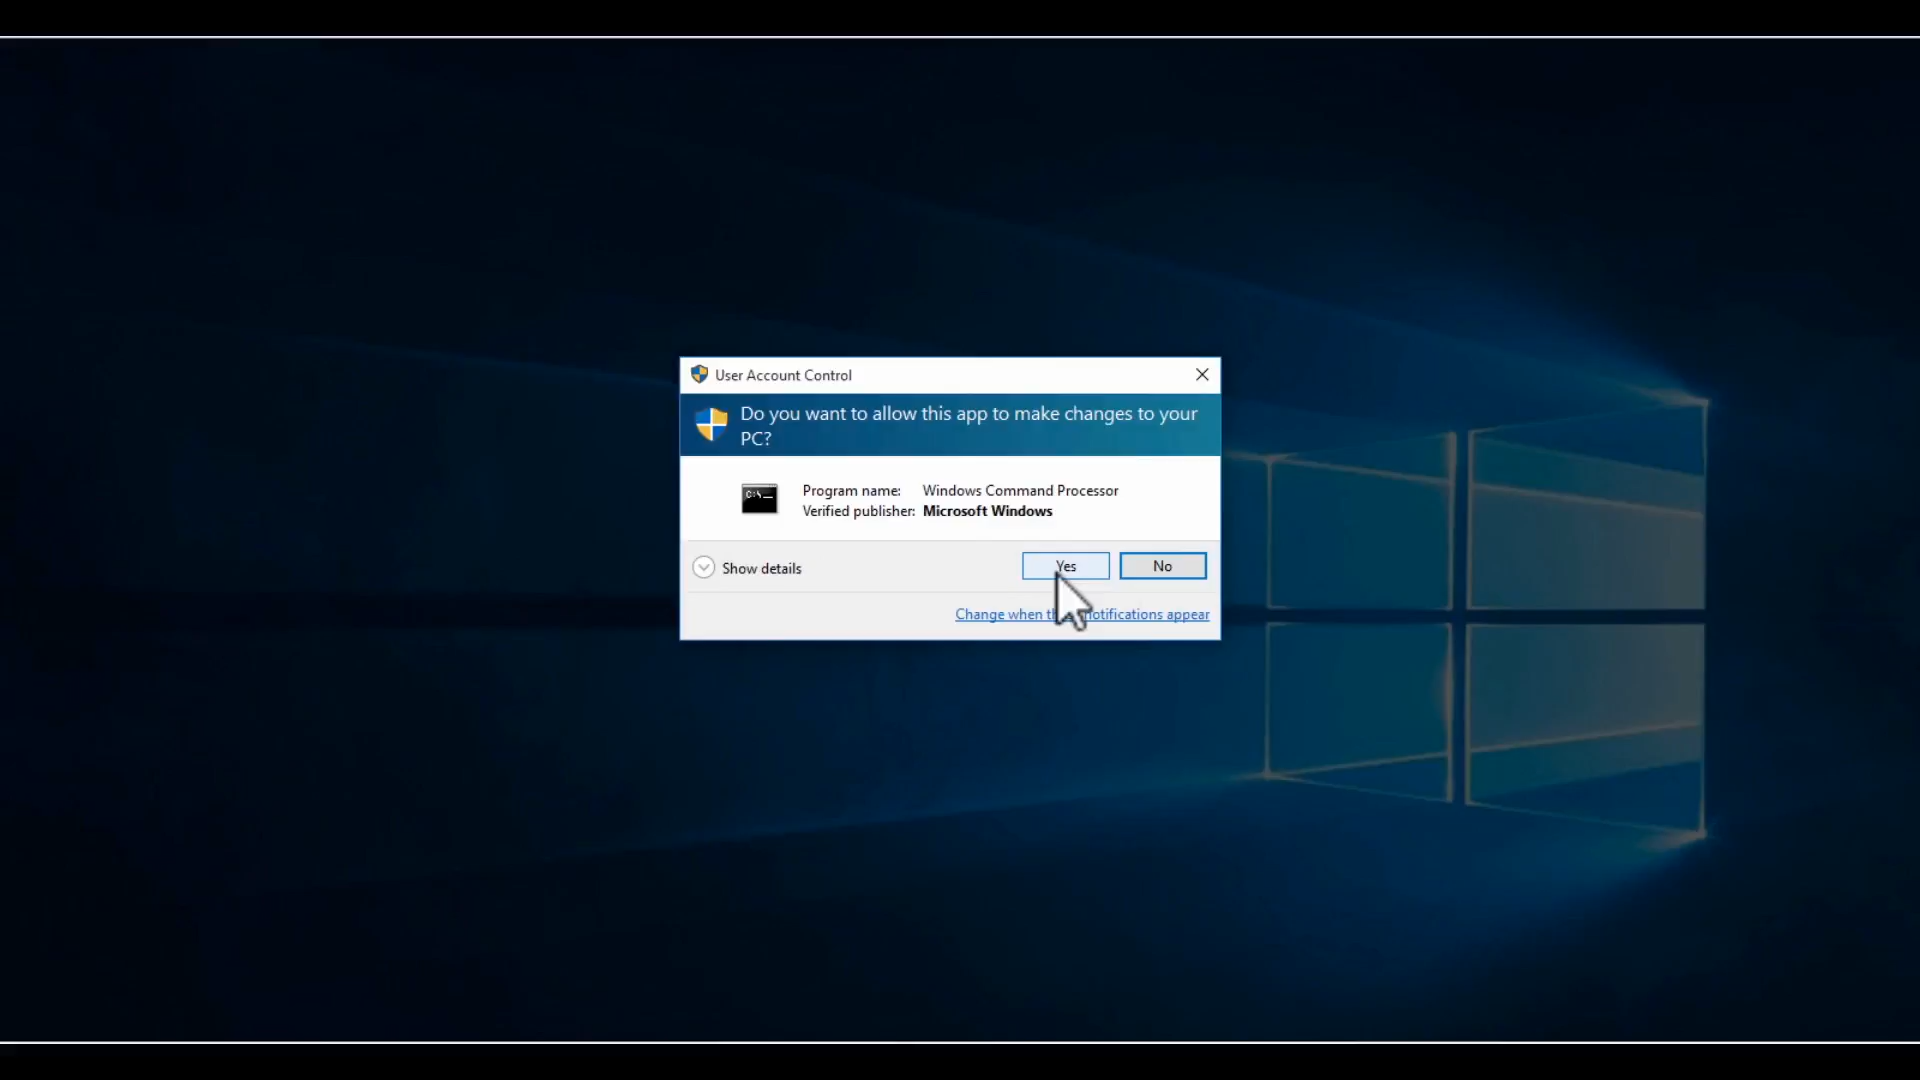 User Account Control
Do you want to allow this app to make changes to your
PC?
C:\_
Program name: Windows Command Processor
Verified publisher: Microsoft Windows
Show details
Yes
No
Change when th notifications appear